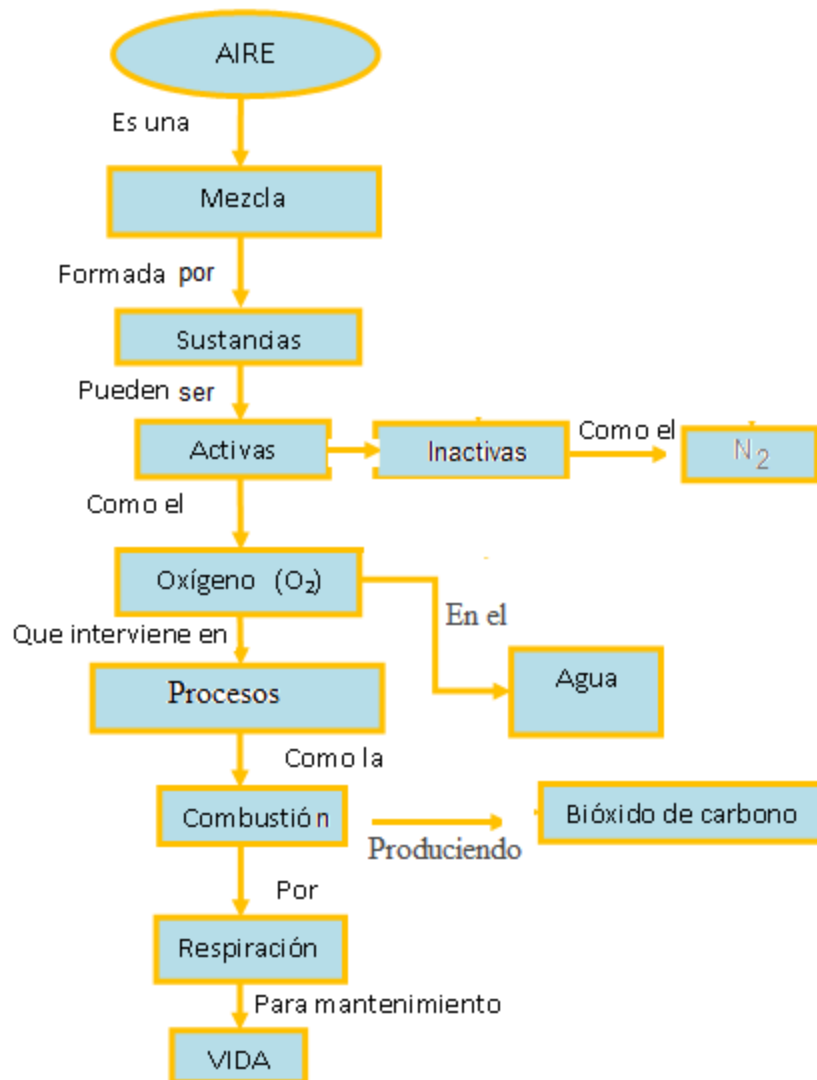 AIRE
Es una
Mezcla
Formada por
Sustancias
Pueden ser
Activas
Inactivas
Como el
N2
Como el
Oxígeno (O₂)
En el
Que interviene en
Agua
Procesos
Como la
Combustión
Produciendo
Bióxido de carbono
Por
Respiración
Para mantenimiento
VIDA